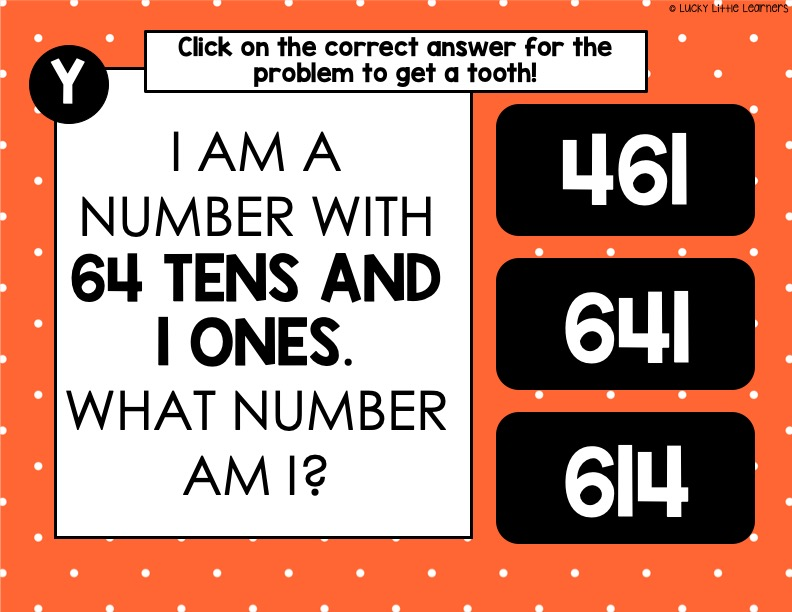 © Lucky Little Learners
Click on the correct answer for the
problem to get a tooth!
Y
I AM A
NUMBER WITH
64 TENS AND
1 ONES.
WHAT NUMBER
AM I?
461
641
614